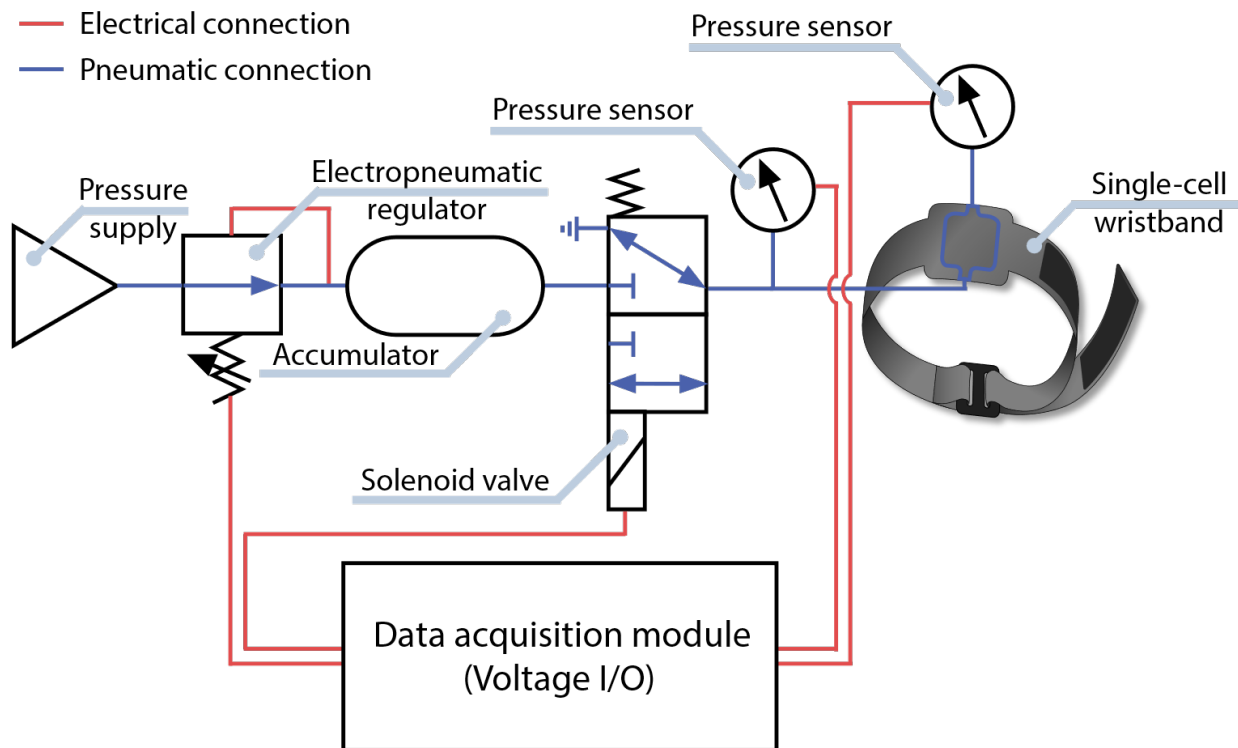 Electrical connection
Pneumatic connection
Pressure sensor
Pressure sensor
Pressure
supply
Electropneumatic
regulator
Single-cell
wristband
Accumulator
Solenoid valve
Data acquisition module
(Voltage I/O)